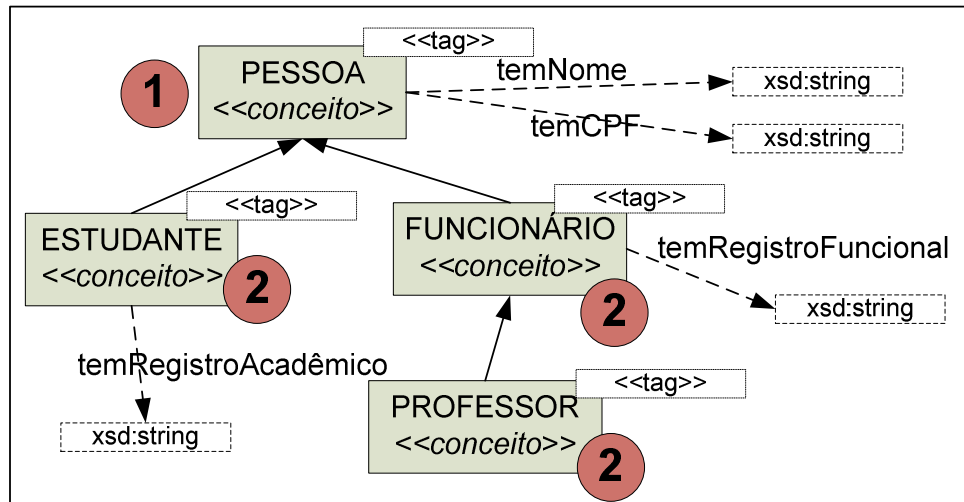 <<tag>>
PESSOA
<<conceito>>
1
temNome
xsd:string
temCPF
xsd:string
<<tag>>
ESTUDANTE
<<conceito>>
2
<<tag>>
FUNCIONÁRIO
<<conceito>>
2
temRegistroFuncional
xsd:string
temRegistroAcadêmico
xsd:string
<<tag>>
PROFESSOR
<<conceito>>
2